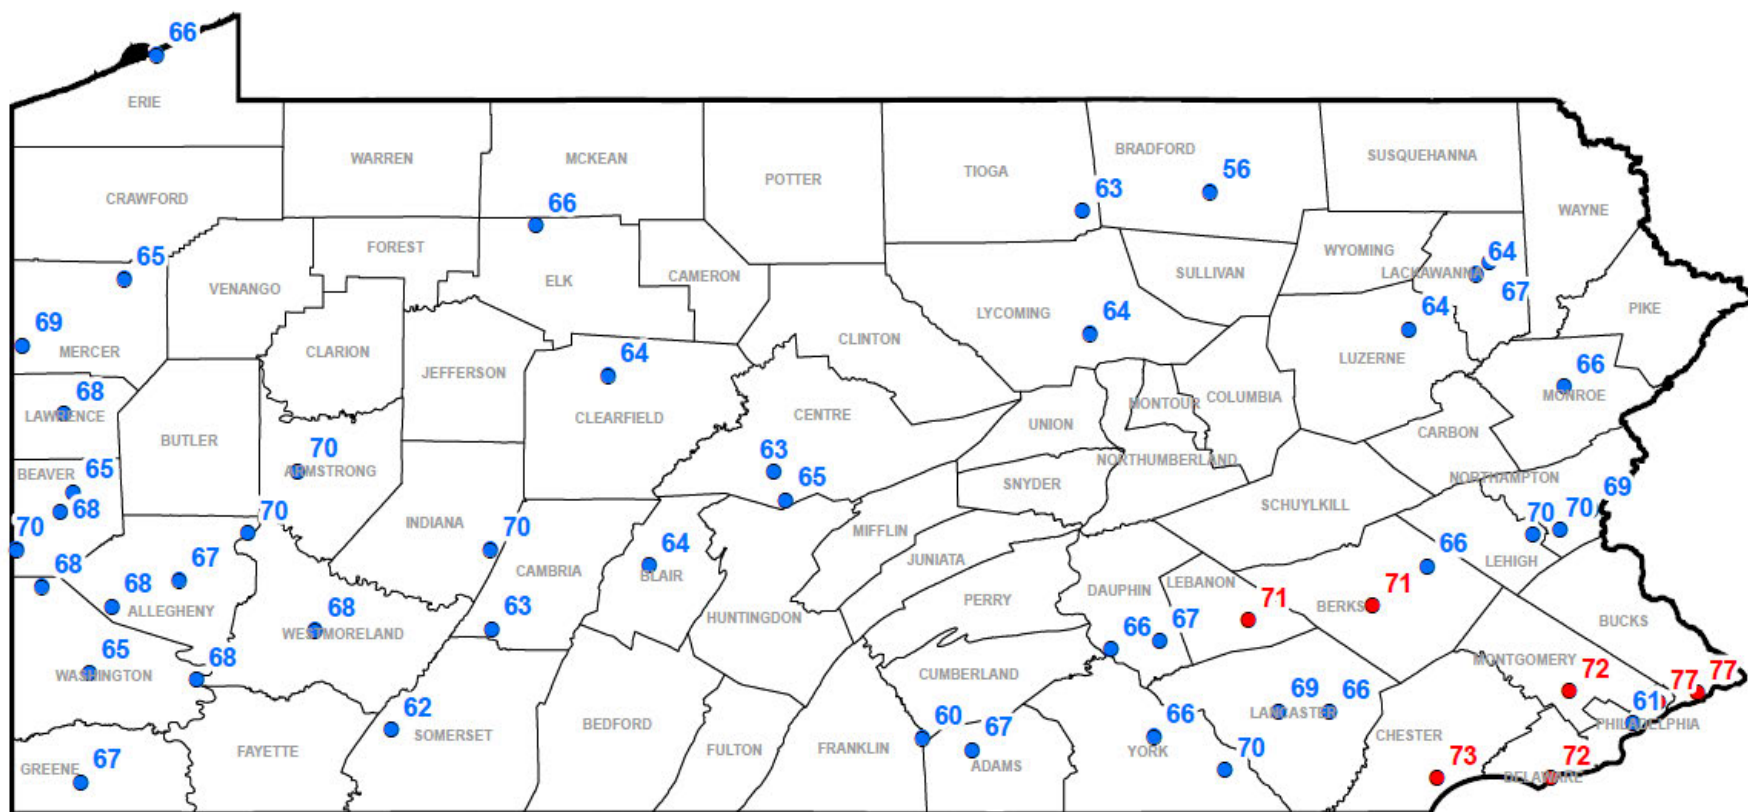 66
ERIE
WARREN
MCKEAN
POTTER
TIOGA
BRADFORD
SUSQUEHANNA
56
63
CRAWFORD
66
WAYNE
FOREST
65
VENANGO
ELK
CAMERON
SULLIVAN
WYOMING
LACKAWANNA
64
67
PIKE
69
MERCER
CLARION
JEFFERSON
64
CLINTON
LYCOMING
64
64
LUZERNE
66
MONROE
68
LAWRENCE
BUTLER
CLEARFIELD
CENTRE
UNION
MONTOUR
COLUMBIA
CARBON
70
ARMSTRONG
63
65
SNYDER
NORTHUMBERLAND
NORTHAMPTON
69
BEAVER
65
68
70
70
INDIANA
70
MIFFLIN
SCHUYLKILL
70
70
LEHIGH
68
68
67
ALLEGHENY
CAMBRIA
64
BLAIR
JUNIATA
DAUPHIN
LEBANON
71
BERKS
71
66
68
WESTMORELAND
63
HUNTINGDON
PERRY
66
67
BUCKS
65
WASHINGTON
68
CUMBERLAND
MONTGOMERY
72
77
77
62
SOMERSET
BEDFORD
FULTON
FRANKLIN
60
67
ADAMS
66
YORK
70
69
66
LANCASTER
CHESTER
61
PHILADELPHIA
GREENE
67
FAYETTE
73
72
DELAWARE